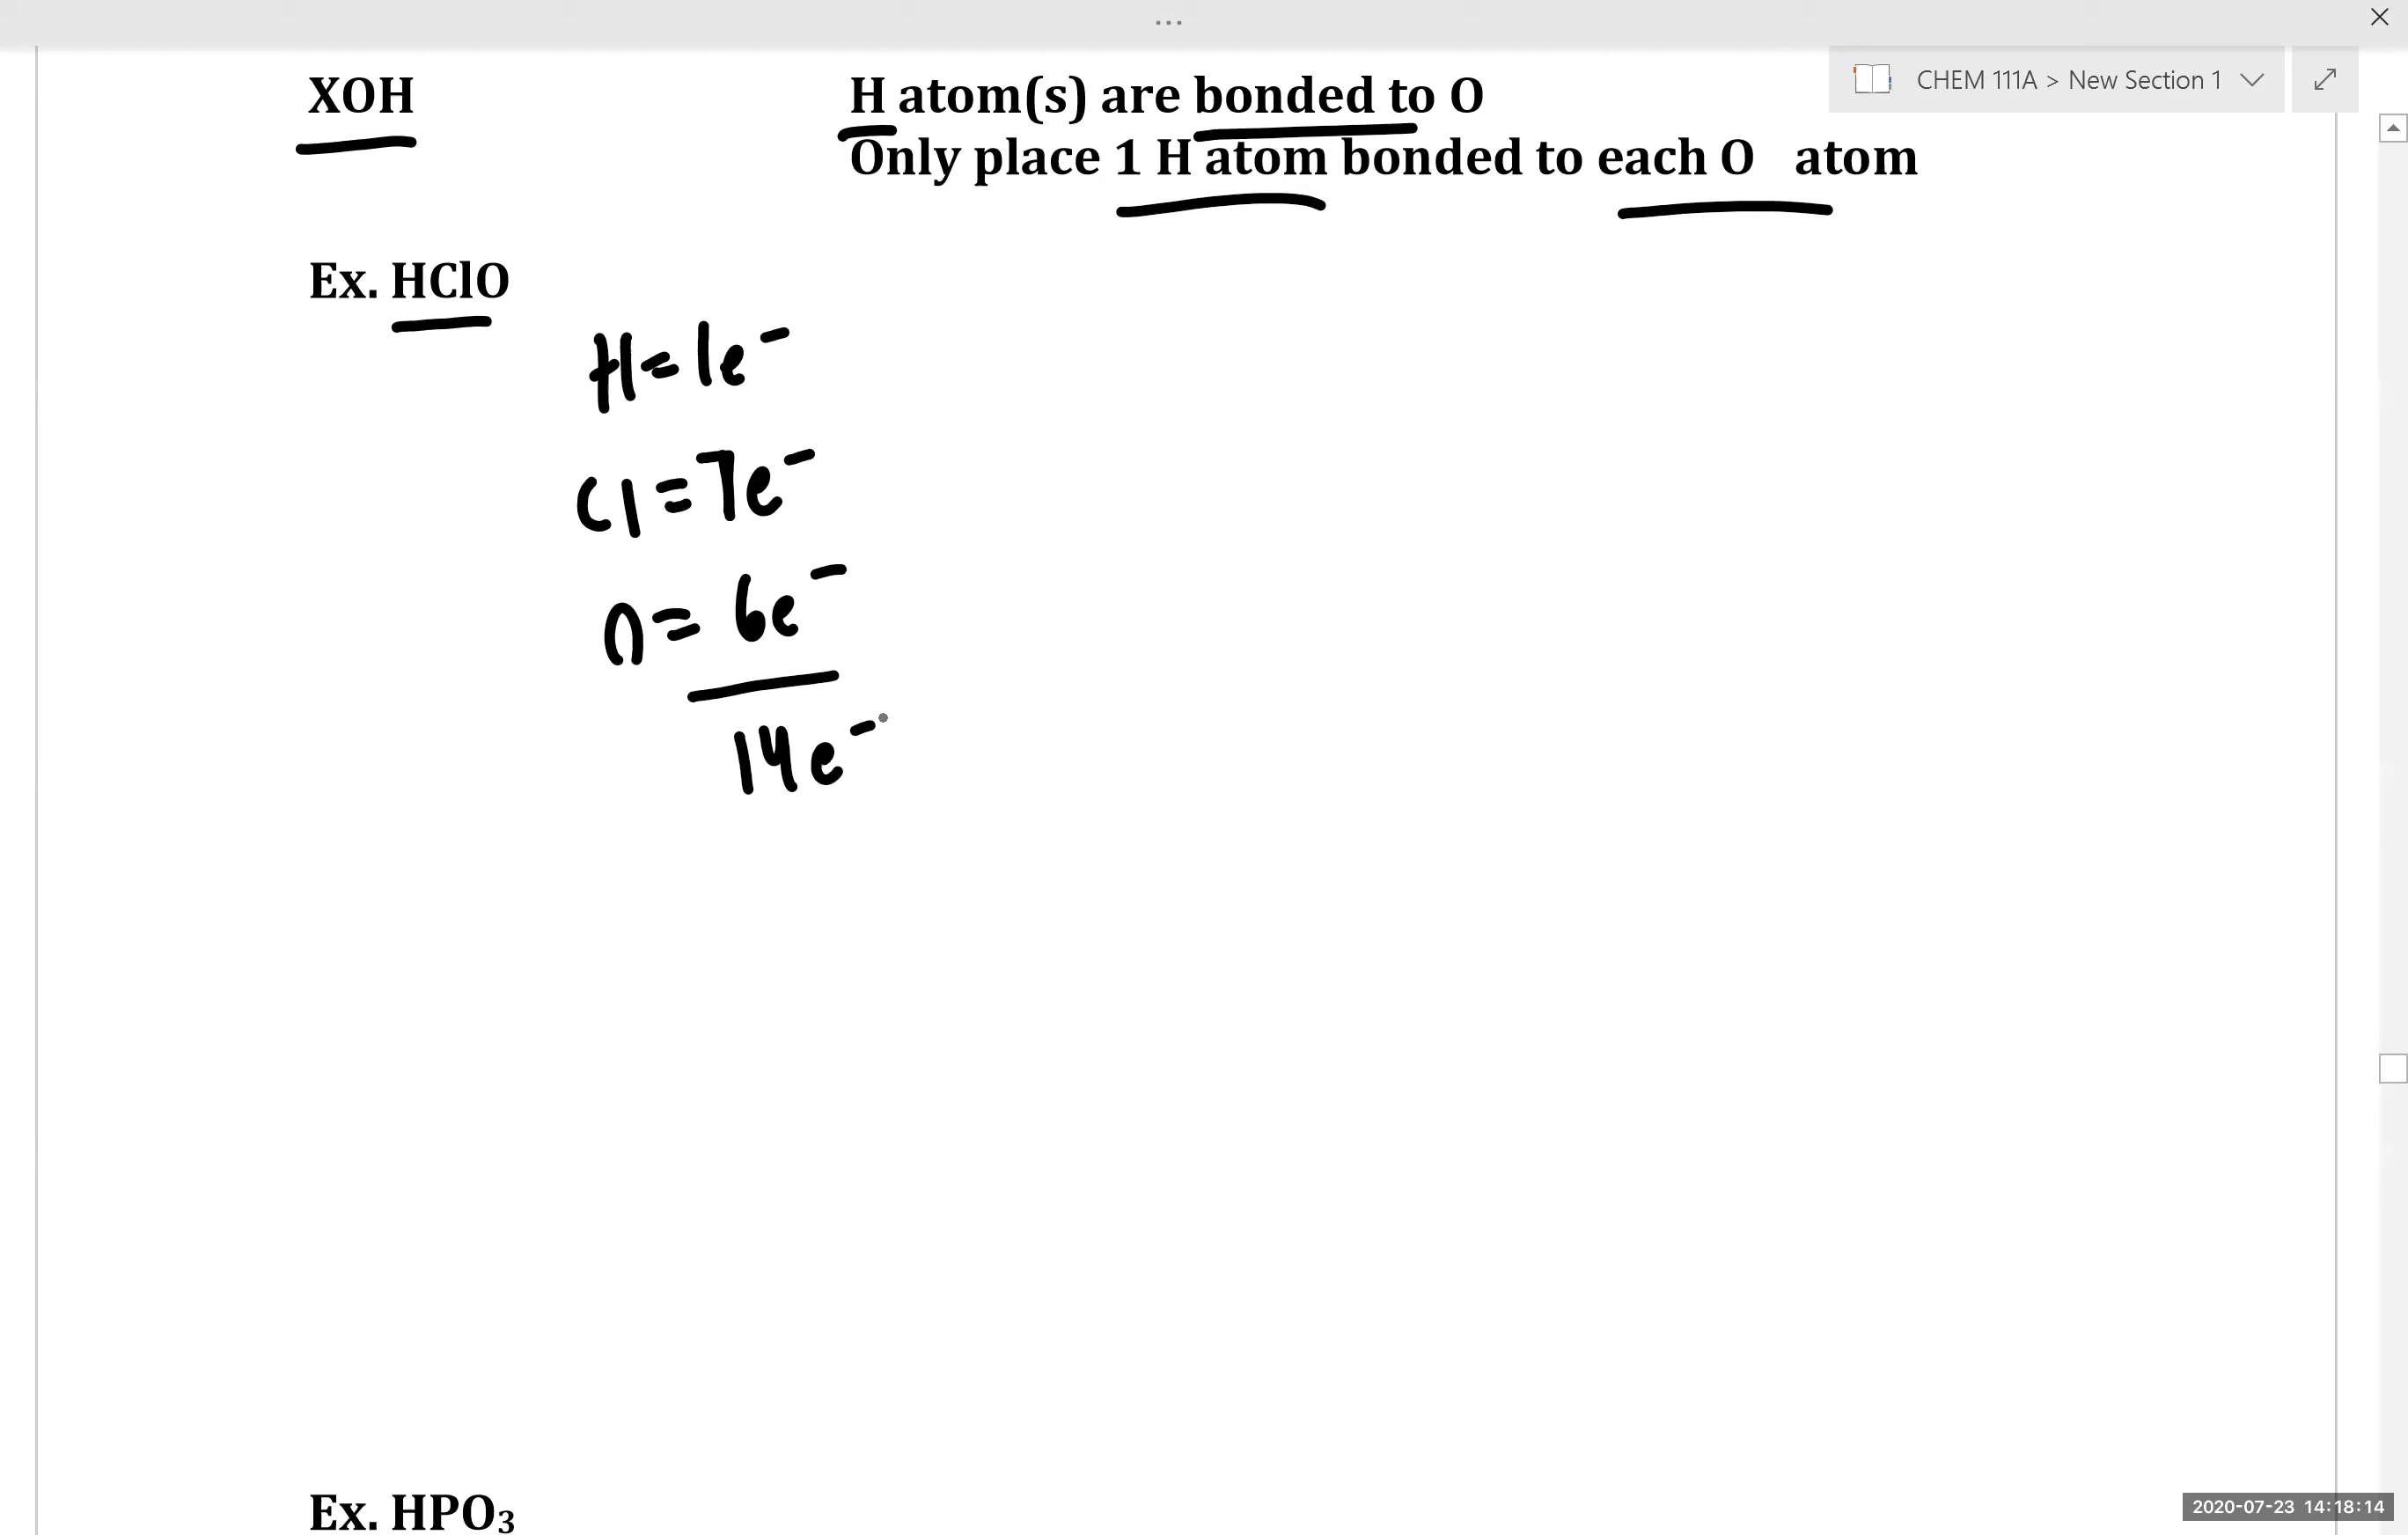 ...
CHEM 111A > New Section 1
XOH
H atom(s) are bonded to O
Only place 1 H atom bonded to each O atom
Ex. HClO
H=1e⁻
Cl=7e⁻
O=6e⁻
14e⁻
Ex. HPO₃
2020-07-23 14:18:14